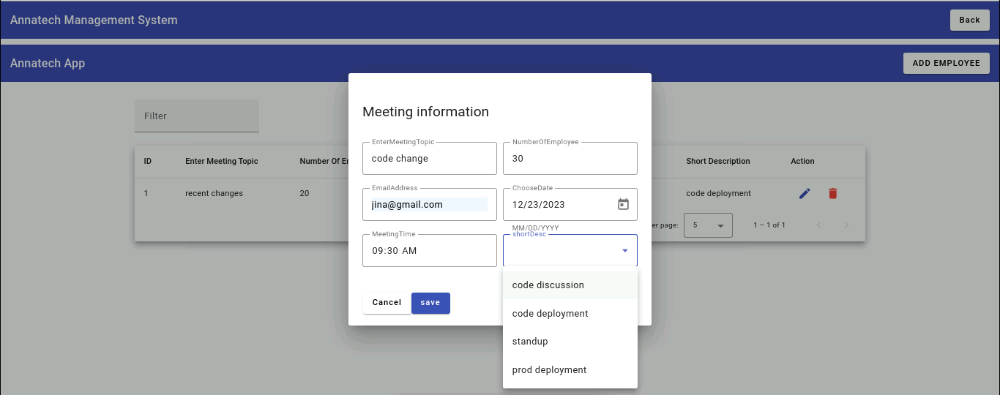 Annatech Management System
Back
Annatech App
ADD EMPLOYEE
Filter
ID Enter Meeting Topic Number Of Short Description Action
1 recent changes 20 code deployment
per page: 5 1 – 1 of 1
Meeting information
EnterMeetingTopic
code change
NumberOfEmployee
30
EmailAddress
jina@gmail.com
ChooseDate
12/23/2023
MM/DD/YYYY
MeetingTime
09:30 AM
shortDesc
code discussion
code deployment
standup
prod deployment
Cancel save